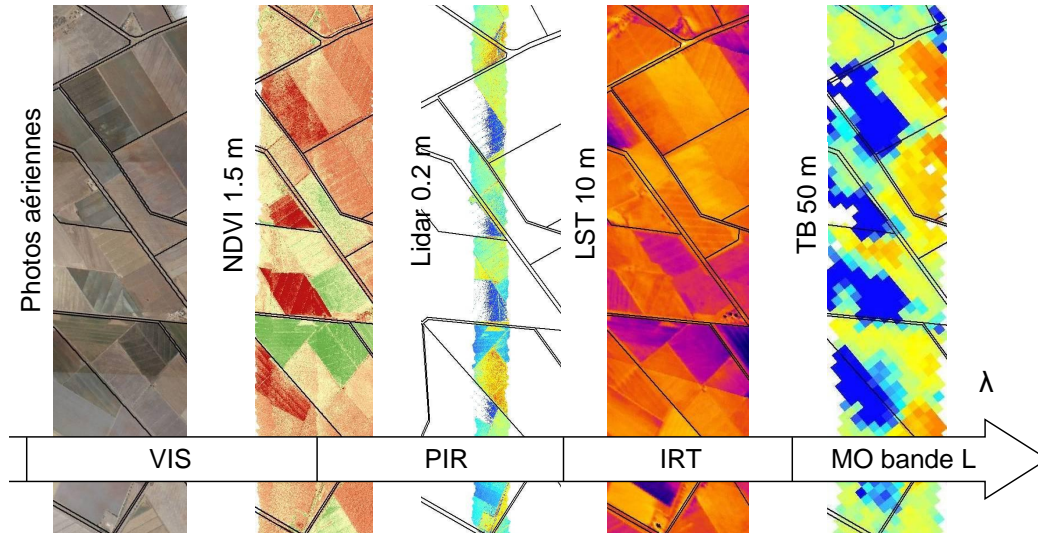 Photos aériennes
NDVI 1.5 m
Lidar 0.2 m
LST 10 m
TB 50 m
λ
VIS
PIR
IRT
MO bande L